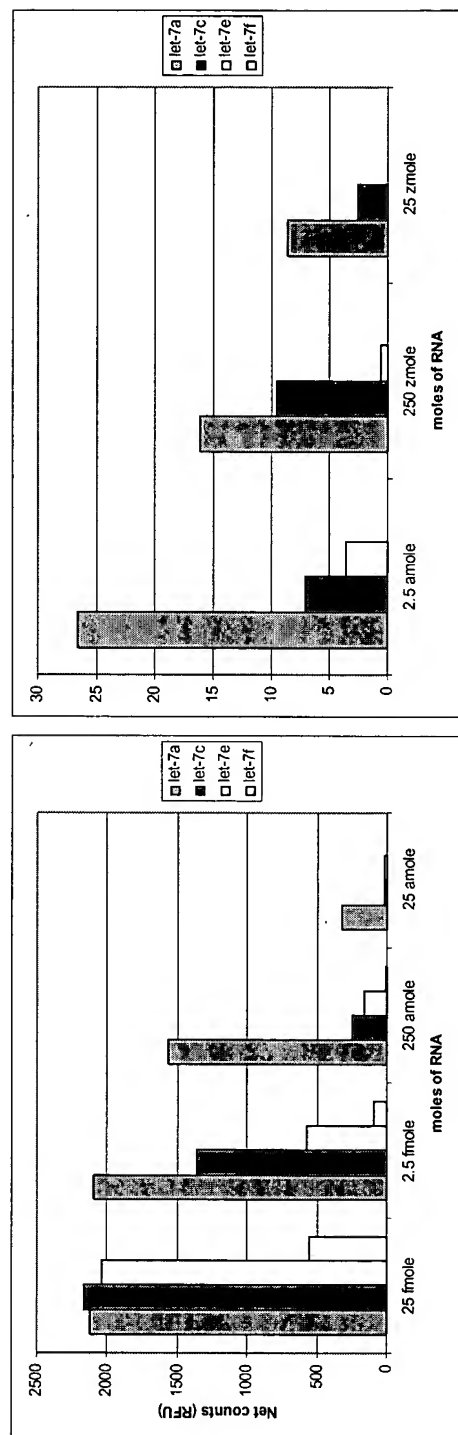 2500
2000
1500
1000
500
0
Net counts (RFU)
25 fmole
2.5 fmole
250 amole
25 amole
moles of RNA
let-7a
let-7c
let-7e
let-7f
30
25
20
15
10
5
0
2.5 amole
250 zmole
25 zmole
moles of RNA
let-7a
let-7c
let-7e
let-7f